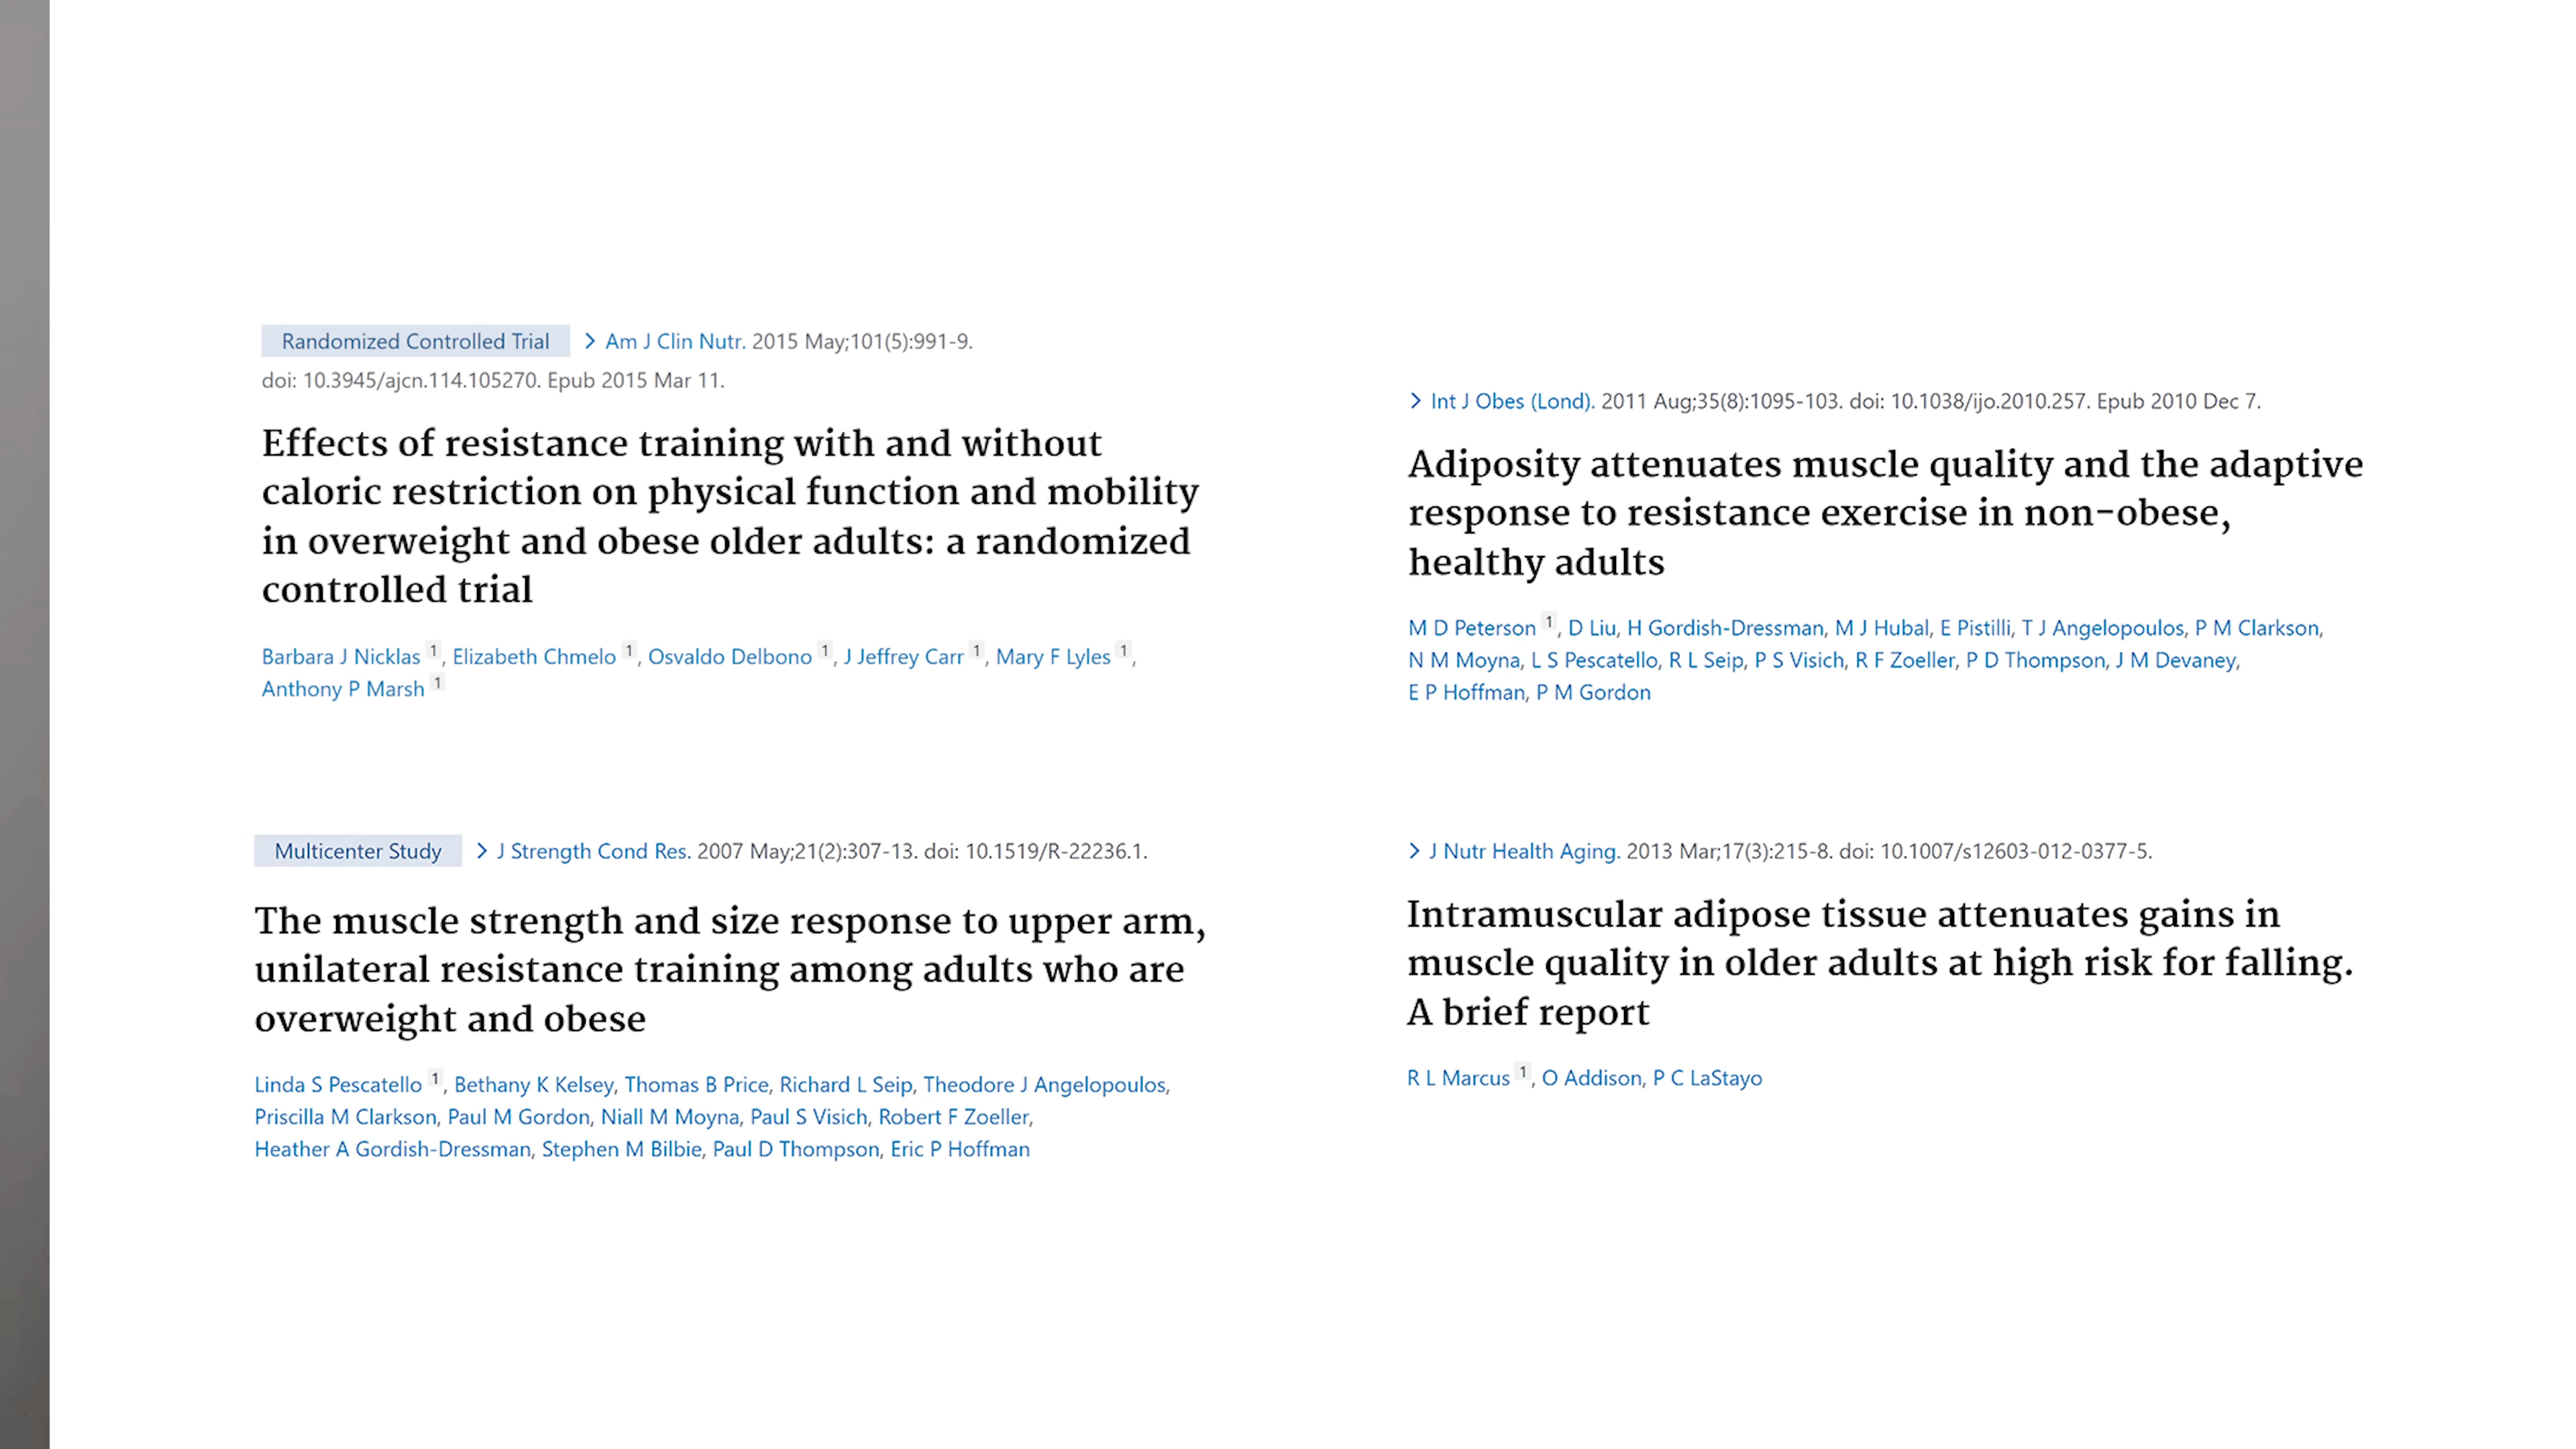 Randomized Controlled Trial > Am J Clin Nutr. 2015 May;101(5):991-9.
doi: 10.3945/ajcn.114.105270. Epub 2015 Mar 11.
Effects of resistance training with and without
caloric restriction on physical function and mobility
in overweight and obese older adults: a randomized
controlled trial
Barbara J Nicklas 1, Elizabeth Chmelo 1, Osvaldo Delbono 1, J Jeffrey Carr 1, Mary F Lyles 1,
Anthony P Marsh 1
> Int J Obes (Lond). 2011 Aug;35(8):1095-103. doi: 10.1038/ijo.2010.257. Epub 2010 Dec 7.
Adiposity attenuates muscle quality and the adaptive
response to resistance exercise in non-obese,
healthy adults
M D Peterson 1, D Liu, H Gordish-Dressman, M J Hubal, E Pistilli, T J Angelopoulos, P M Clarkson,
N M Moyna, L S Pescatello, R L Seip, P S Visich, R F Zoeller, P D Thompson, J M Devaney,
E P Hoffman, P M Gordon
Multicenter Study > J Strength Cond Res. 2007 May;21(2):307-13. doi: 10.1519/R-22236.1.
The muscle strength and size response to upper arm,
unilateral resistance training among adults who are
overweight and obese
Linda S Pescatello 1, Bethany K Kelsey, Thomas B Price, Richard L Seip, Theodore J Angelopoulos,
Priscilla M Clarkson, Paul M Gordon, Niall M Moyna, Paul S Visich, Robert F Zoeller,
Heather A Gordish-Dressman, Stephen M Bilbie, Paul D Thompson, Eric P Hoffman
> J Nutr Health Aging. 2013 Mar;17(3):215-8. doi: 10.1007/s12603-012-0377-5.
Intramuscular adipose tissue attenuates gains in
muscle quality in older adults at high risk for falling.
A brief report
R L Marcus 1, O Addison, P C LaStayo